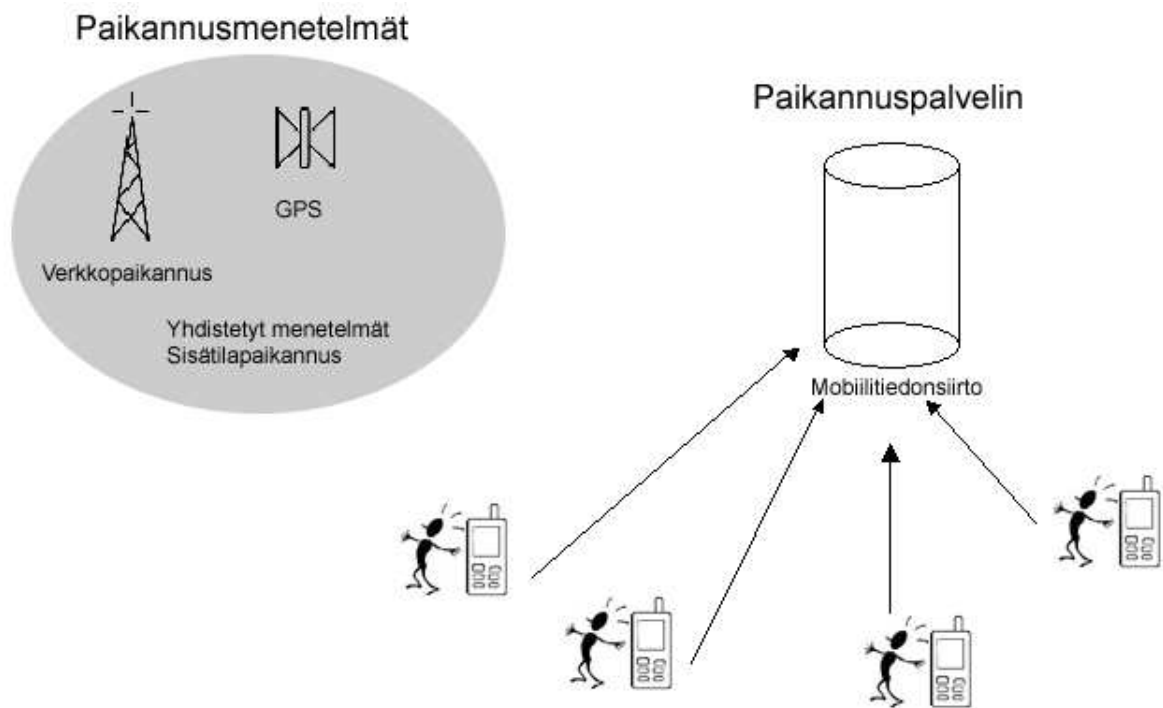 Paikannusmenetelmät
GPS
Verkkopaikannus
Yhdistetyt menetelmät
Sisätilapaikannus
Paikannuspalvelin
Mobiilitiedonsiirto